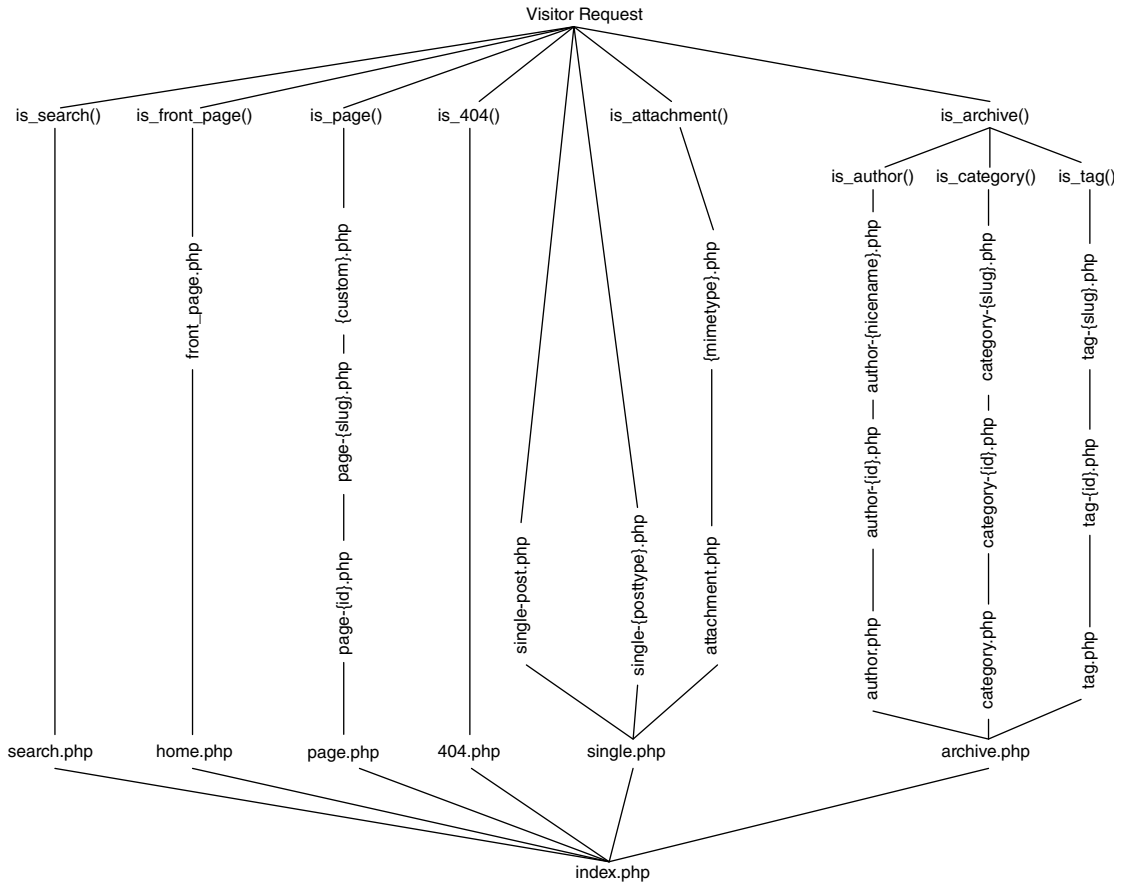 Visitor Request
is_search()
is_front_page()
is_page()
is_404()
is_attachment()
is_archive()
is_author()
is_category()
is_tag()
front_page.php
{custom}.php
page-{slug}.php
page-{id}.php
single-post.php
single-{posttype}.php
{mimetype}.php
attachment.php
author-{nicename}.php
author-{id}.php
author.php
category-{slug}.php
category-{id}.php
category.php
tag-{slug}.php
tag-{id}.php
tag.php
search.php
home.php
page.php
404.php
single.php
archive.php
index.php